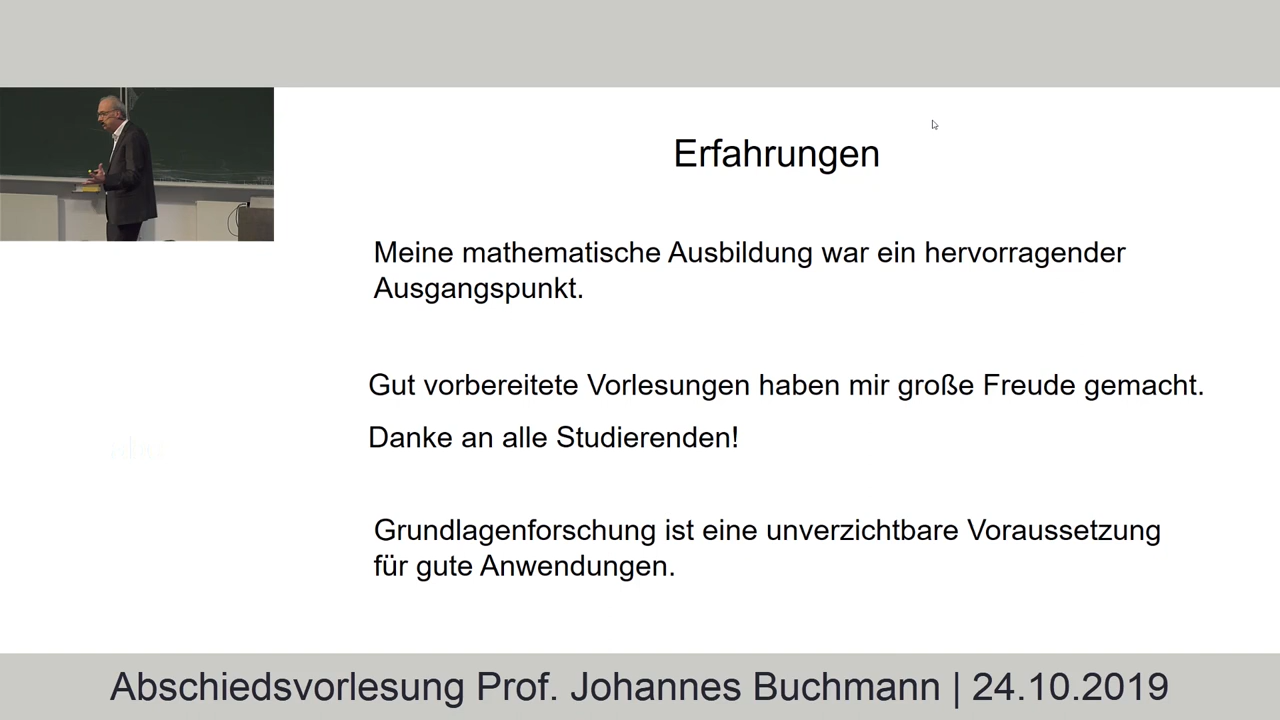 Erfahrungen
Meine mathematische Ausbildung war ein hervorragender
Ausgangspunkt.
Gut vorbereitete Vorlesungen haben mir große Freude gemacht.
Danke an alle Studierenden!
Grundlagenforschung ist eine unverzichtbare Voraussetzung
für gute Anwendungen.
Abschiedsvorlesung Prof. Johannes Buchmann | 24.10.2019